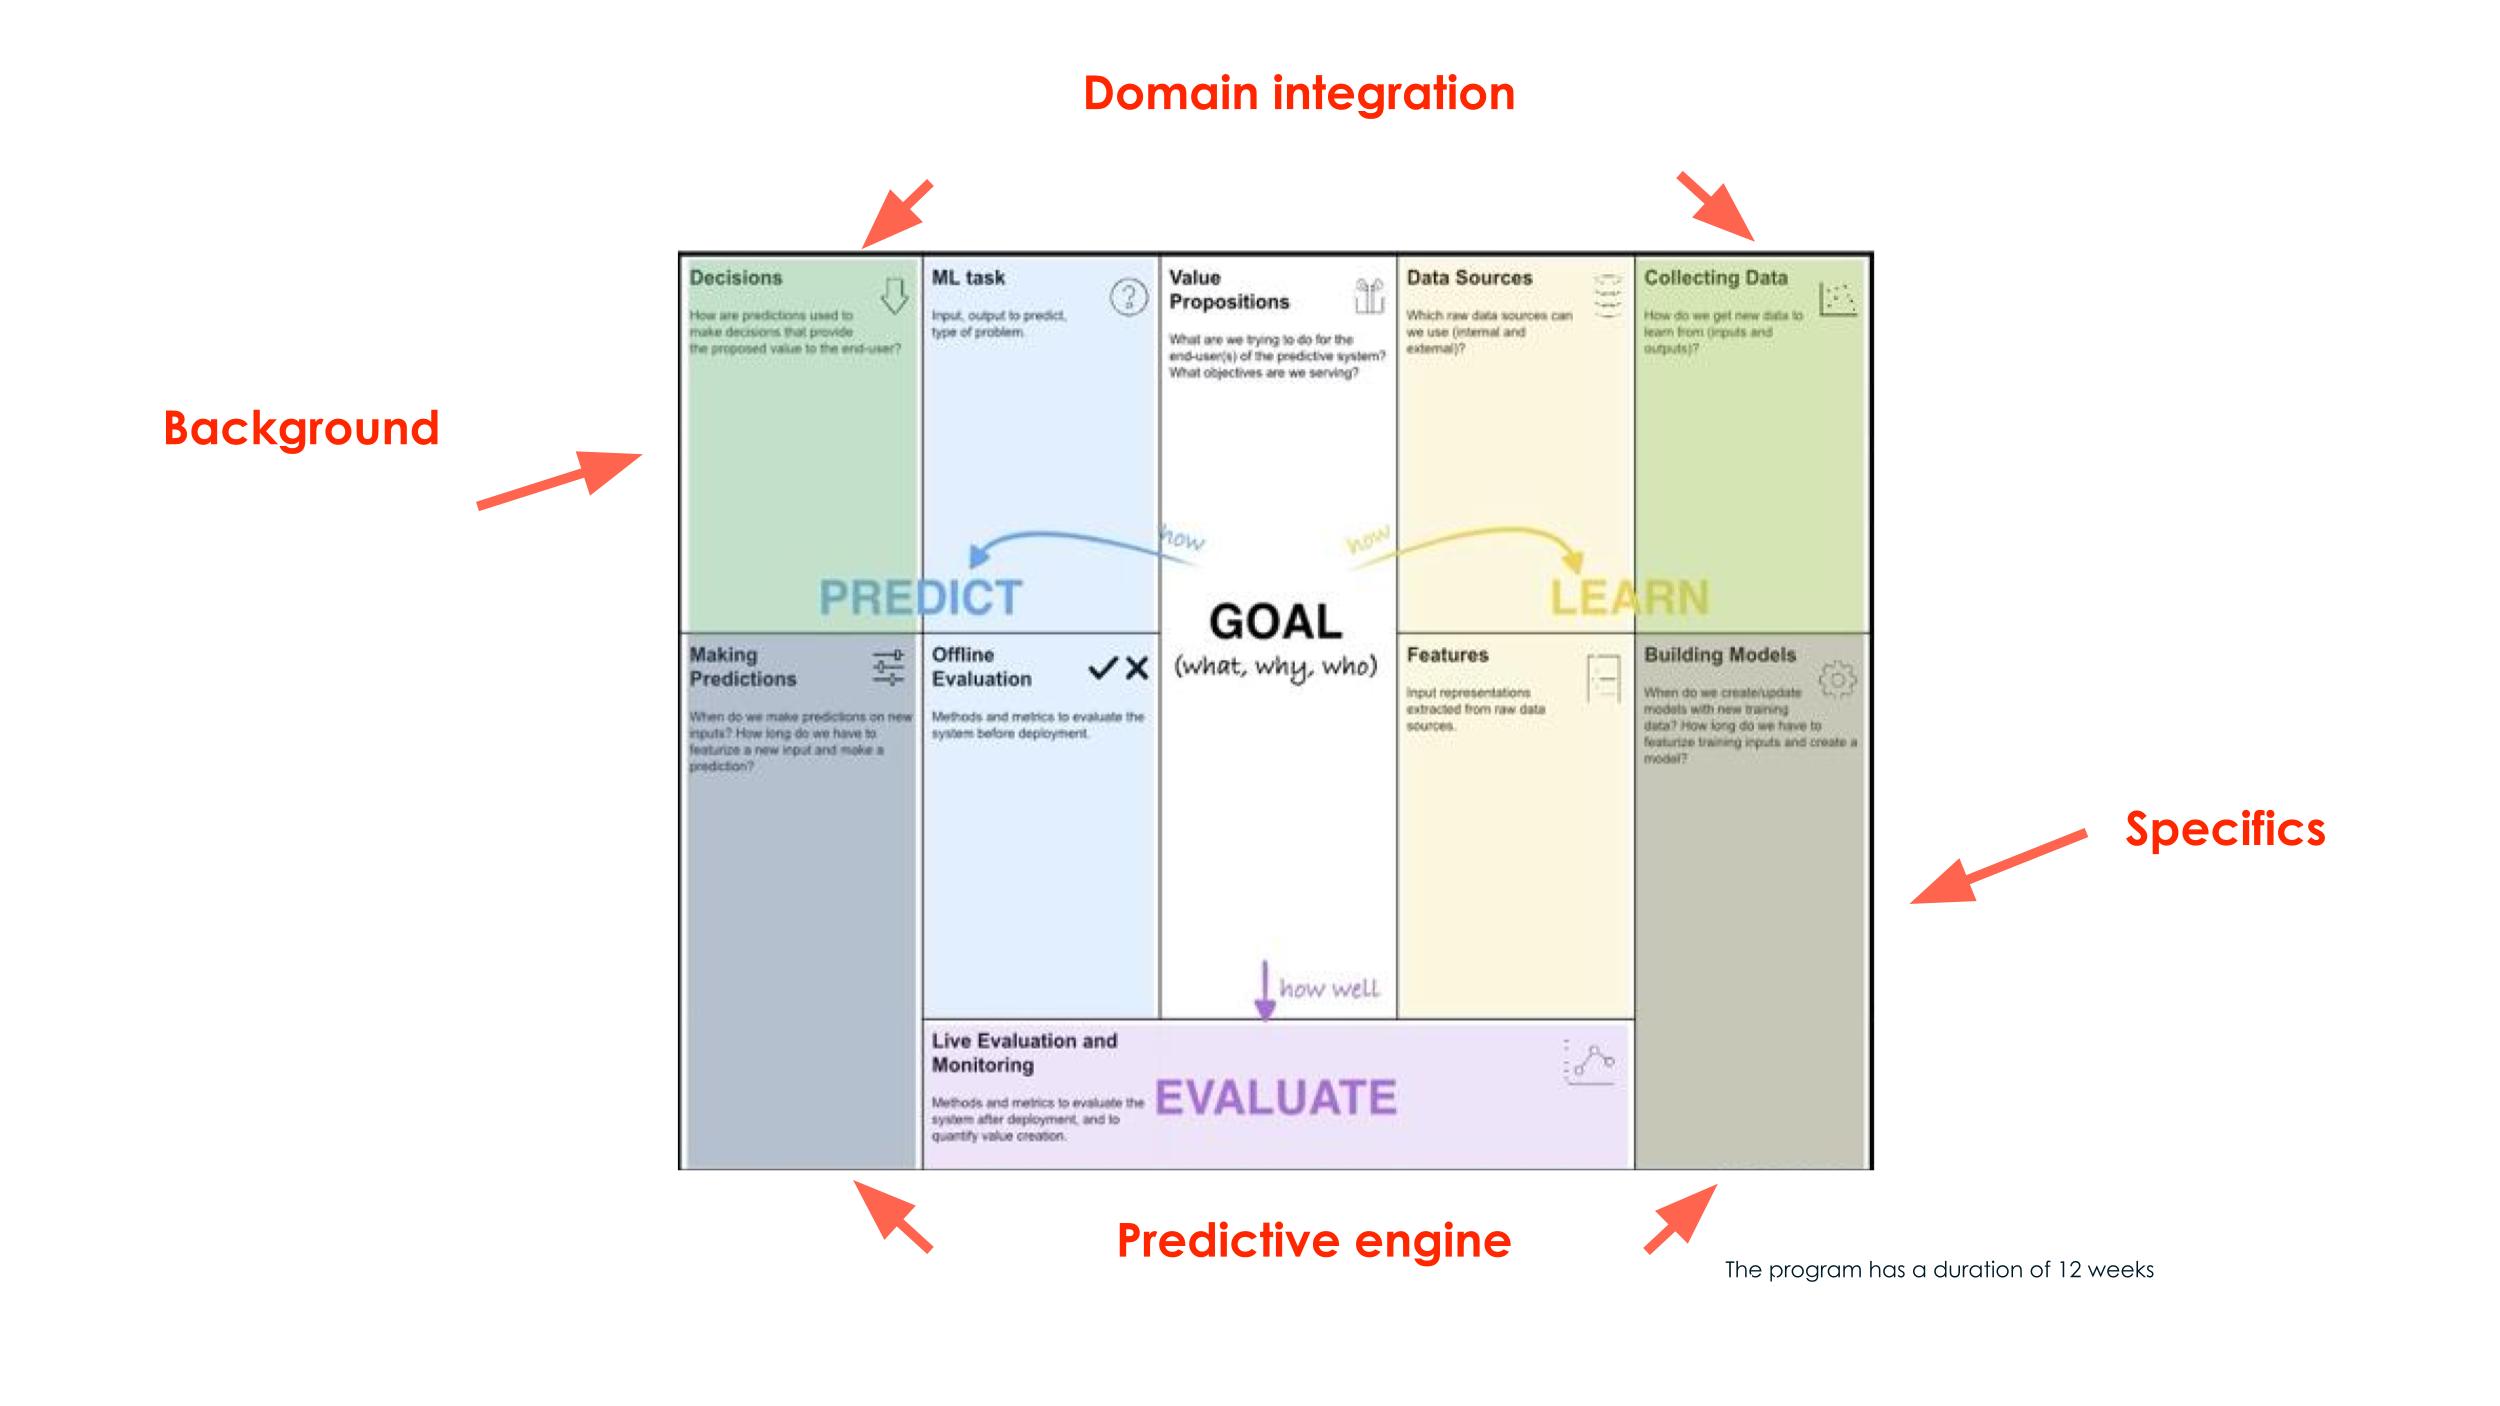 Domain integration
Background
Specifics
Decisions
How are predictions used to
make decisions that provide
the proposed value to the end-user?
ML task
Input, output to predict,
type of problem.
Value
Propositions
What are we trying to do for the
end-user(s) of the predictive system?
What objectives are we serving?
Data Sources
Which raw data sources can
we use (internal and
external)?
Collecting Data
How do we get new data to
learn from (inputs and
outputs)?
how
how
PREDICT
LEARN
GOAL
(what, why, who)
Making
Predictions
When do we make predictions on new
inputs? How long do we have to
featurize a new input and make a
prediction?
Offline
Evaluation
Methods and metrics to evaluate the
system before deployment.
Features
Input representations
extracted from raw data
sources.
Building Models
When do we create/update
models with new training
data? How long do we have to
featurize training inputs and create a
model?
how well
Live Evaluation and
Monitoring
Methods and metrics to evaluate the
system after deployment, and to
quantify value creation.
EVALUATE
Predictive engine
The program has a duration of 12 weeks